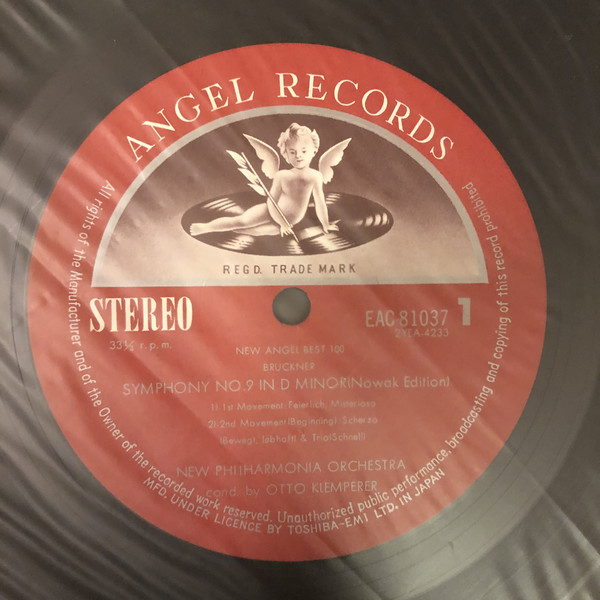 ANGEL RECORDS
REGD. TRADE MARK
STEREO
33⅓ r.p.m.
EAC-81037 1
2YEA.4233
NEW ANGEL BEST 100
BRUCKNER
SYMPHONY NO.9 IN D MINOR(Nowak Edition)
1) 1st Movement: Feierlich, Misterioso
2) 2nd Movement(Beginning): Scherzo
(Bewegt, lebhaft) & Trio(Schnell)
NEW PHILHARMONIA ORCHESTRA
cond. by OTTO KLEMPERER
All rights of the Manufacturer and of the Owner of the recorded work reserved. Unauthorized public performance, broadcasting and copying of this record prohibited
MFD. UNDER LICENCE BY TOSHIBA-EMI LTD. IN JAPAN